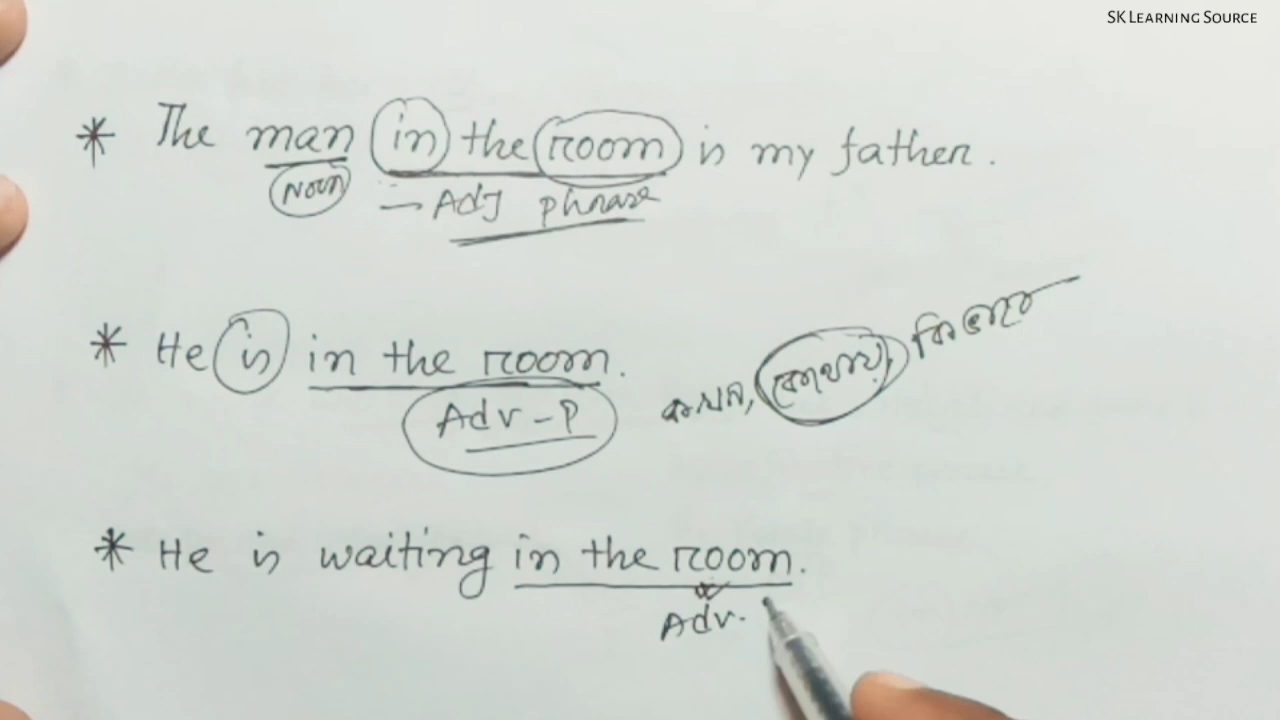 SK LEARNING SOURCE
* The man in the room is my father.
Noun – Adj phrase
* He is in the room.
Adv-P কখন, কোথায়, কিভাবে
* He is waiting in the room.
Adv.